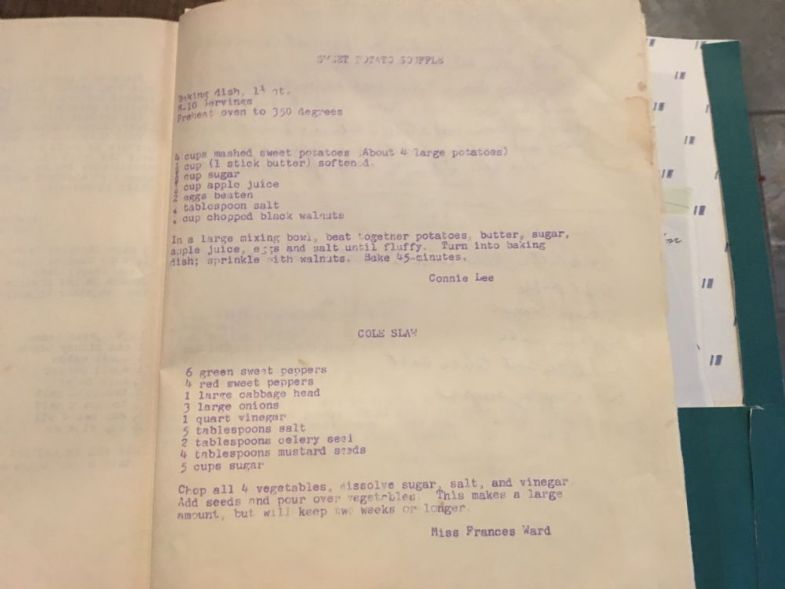 SWEET POTATO SOUFFLE
Baking dish, 1½ qt.
8-10 servings
Preheat oven to 350 degrees
4 cups mashed sweet potatoes (About 4 large potatoes)
cup (1 stick butter) softened.
cup sugar
cup apple juice
2 eggs beaten
tablespoon salt
cup chopped black walnuts
In a large mixing bowl, beat together potatoes, butter, sugar,
apple juice, eggs and salt until fluffy. Turn into baking
dish; sprinkle with walnuts. Bake 45-minutes.
Connie Lee
COLE SLAW
6 green sweet peppers
4 red sweet peppers
1 large cabbage head
3 large onions
1 quart vinegar
5 tablespoons salt
2 tablespoons celery seed
4 tablespoons mustard seeds
5 cups sugar
Chop all 4 vegetables, dissolve sugar, salt, and vinegar
Add seeds and pour over vegetables. This makes a large
amount, but will keep two weeks or longer
Miss Frances Ward